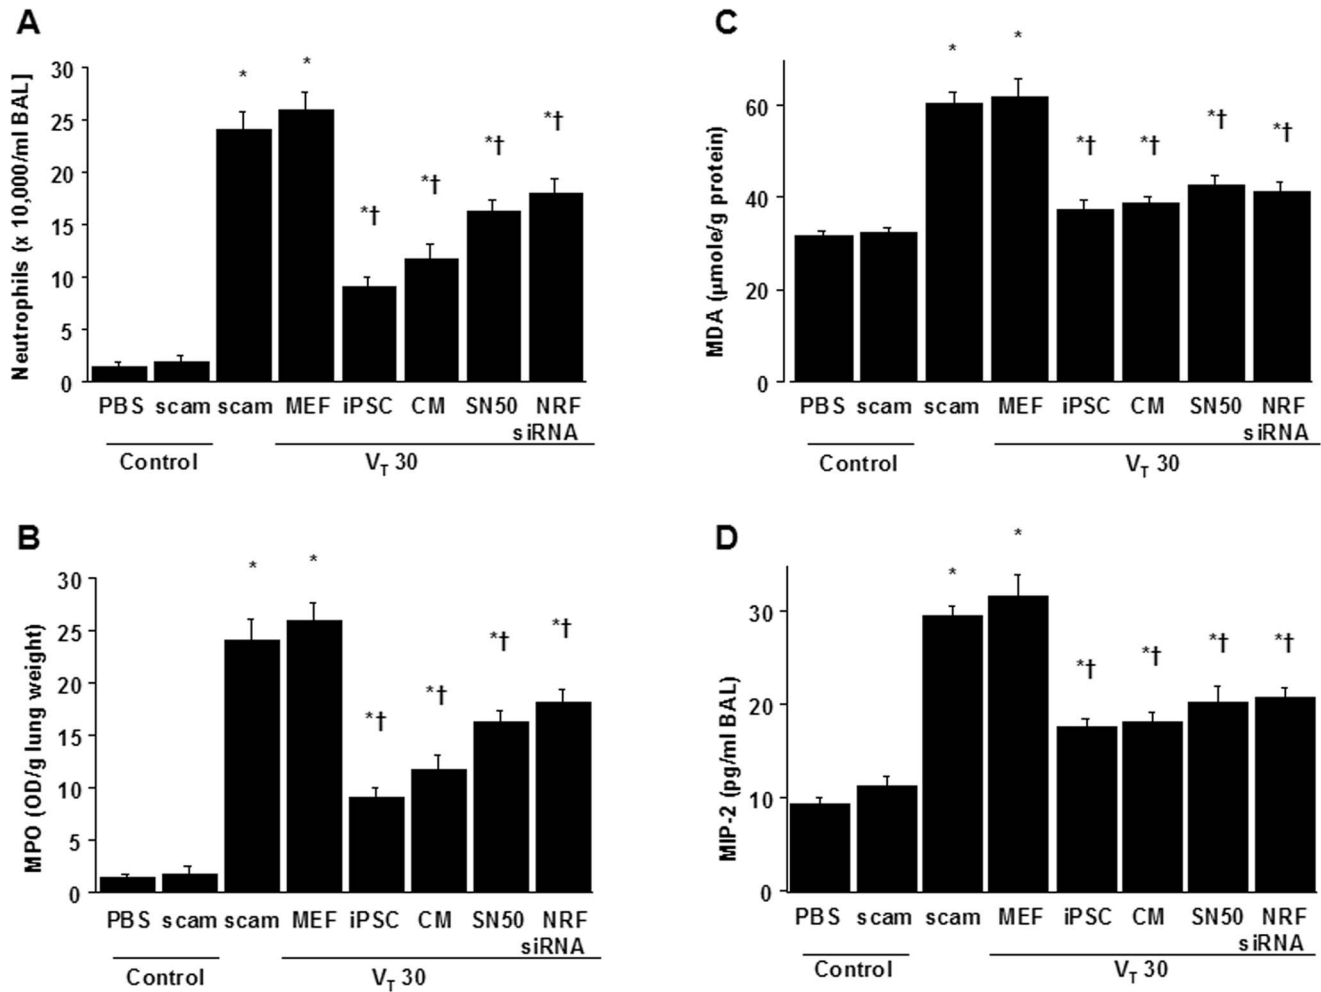 A
Neutrophils (x 10,000/ml BAL]
30
25
20
15
10
5
0
* * *† *† *† *†
PBS scam scam MEF iPSC CM SN50 NRF
siRNA
Control VT 30
C
MDA (μmole/g protein)
60
40
20
0
* * *† *† *† *†
PBS scam scam MEF iPSC CM SN50 NRF
siRNA
Control VT 30
B
MPO (OD/g lung weight)
30
25
20
15
10
5
0
* * *† *† *† *†
PBS scam scam MEF iPSC CM SN50 NRF
siRNA
Control VT 30
D
MIP-2 (pg/ml BAL)
30
20
10
0
* * *† *† *† *†
PBS scam scam MEF iPSC CM SN50 NRF
siRNA
Control VT 30